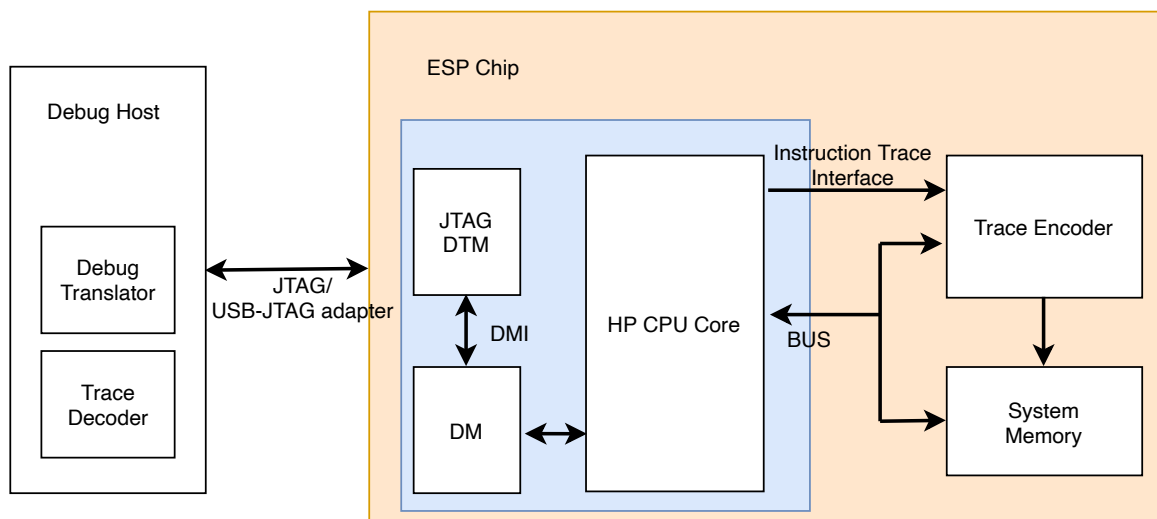 ESP Chip
Debug Host
Instruction Trace
Interface
JTAG
DTM
Trace Encoder
Debug
Translator
JTAG/
USB-JTAG adapter
DMI
HP CPU Core
BUS
Trace
Decoder
DM
System
Memory